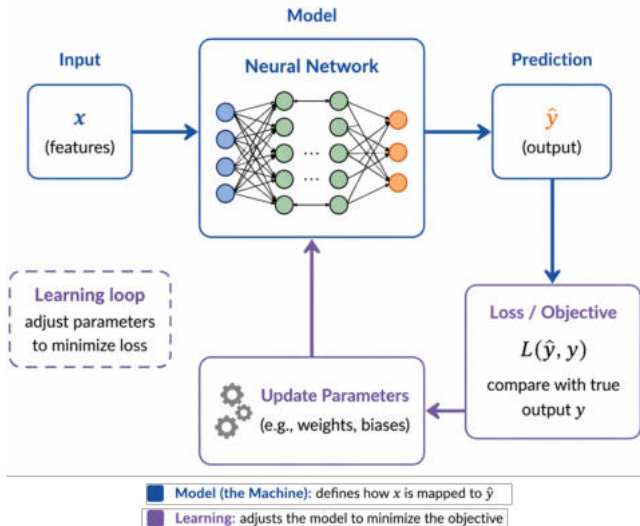 Model
Input
Neural Network
Prediction
x
(features)
...
...
ŷ
(output)
Learning loop
adjust parameters
to minimize loss
Update Parameters
(e.g., weights, biases)
Loss / Objective
L(ŷ, y)
compare with true
output y
Model (the Machine): defines how x is mapped to ŷ
Learning: adjusts the model to minimize the objective